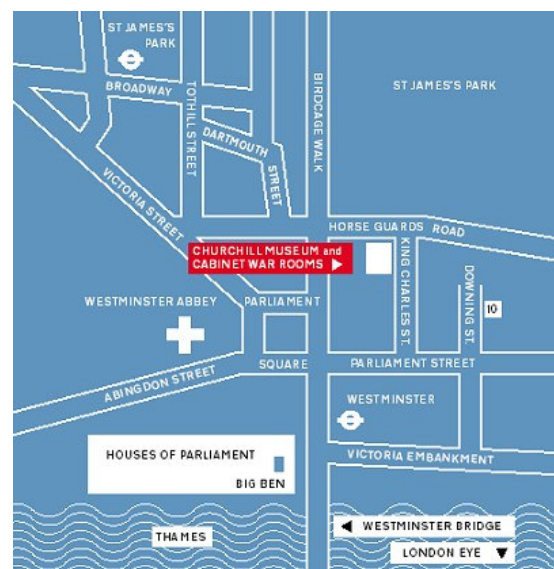 ST JAMES'S
PARK
BROADWAY
TOTHILL STREET
BIRDCAGE WALK
ST JAMES'S PARK
DARTMOUTH
STREET
VICTORIA STREET
HORSE GUARDS ROAD
CHURCHILL MUSEUM and
CABINET WAR ROOMS
KING CHARLES ST.
DOWNING ST.
10
WESTMINSTER ABBEY
PARLIAMENT
SQUARE
PARLIAMENT STREET
ABINGDON STREET
WESTMINSTER
HOUSES OF PARLIAMENT
BIG BEN
VICTORIA EMBANKMENT
THAMES
WESTMINSTER BRIDGE
LONDON EYE